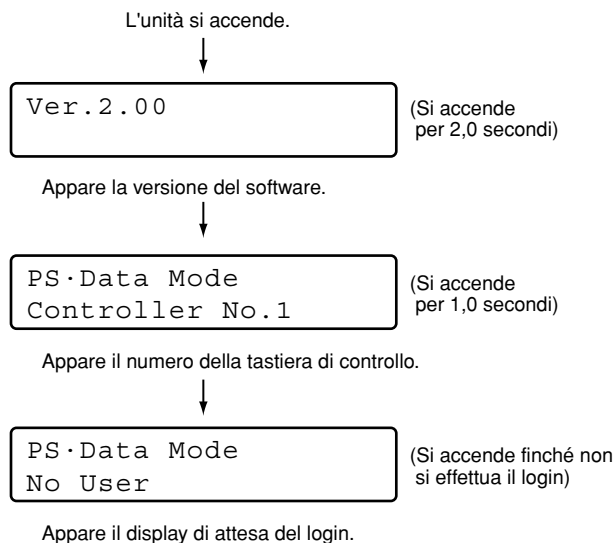 L'unità si accende.
Ver.2.00
(Si accende
per 2,0 secondi)
Appare la versione del software.
PS·Data Mode
Controller No.1
(Si accende
per 1,0 secondi)
Appare il numero della tastiera di controllo.
PS·Data Mode
No User
(Si accende finché non
si effettua il login)
Appare il display di attesa del login.